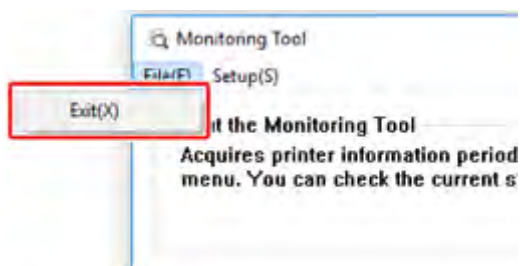 Monitoring Tool
File(F) Setup(S)
Exit(X)
t the Monitoring Tool
Acquires printer information period
menu. You can check the current s